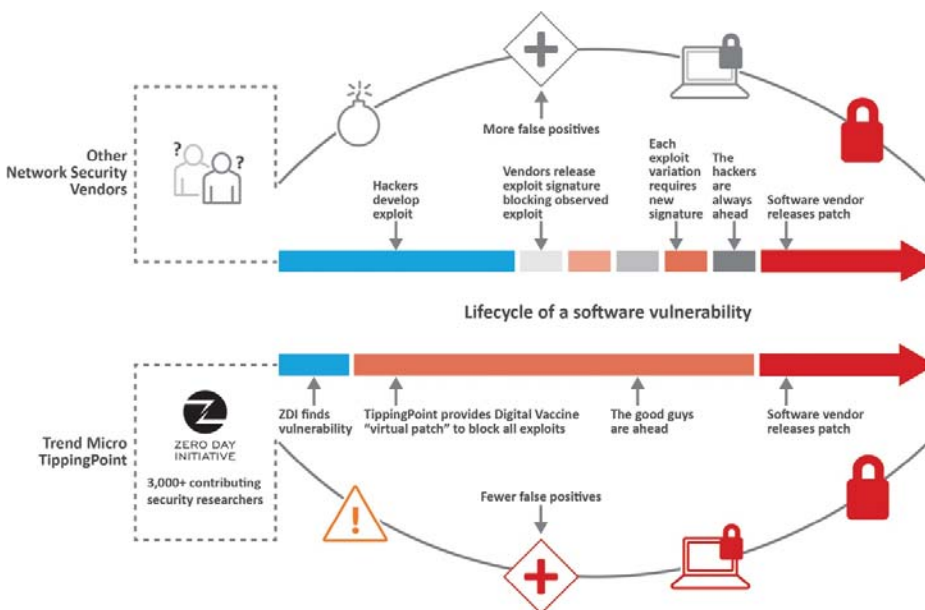 ?
?
Other
Network Security
Vendors
More false positives
Hackers
develop
exploit
Vendors release
exploit signature
blocking observed
exploit
Each
exploit
variation
requires
new
signature
The
hackers
are
always
ahead
Software vendor
releases patch
Lifecycle of a software vulnerability
Trend Micro
TippingPoint
Z
ZERO DAY
INITIATIVE
3,000+ contributing
security researchers
ZDI finds
vulnerability
TippingPoint provides Digital Vaccine
"virtual patch" to block all exploits
The good guys
are ahead
Software vendor
releases patch
!
Fewer false positives